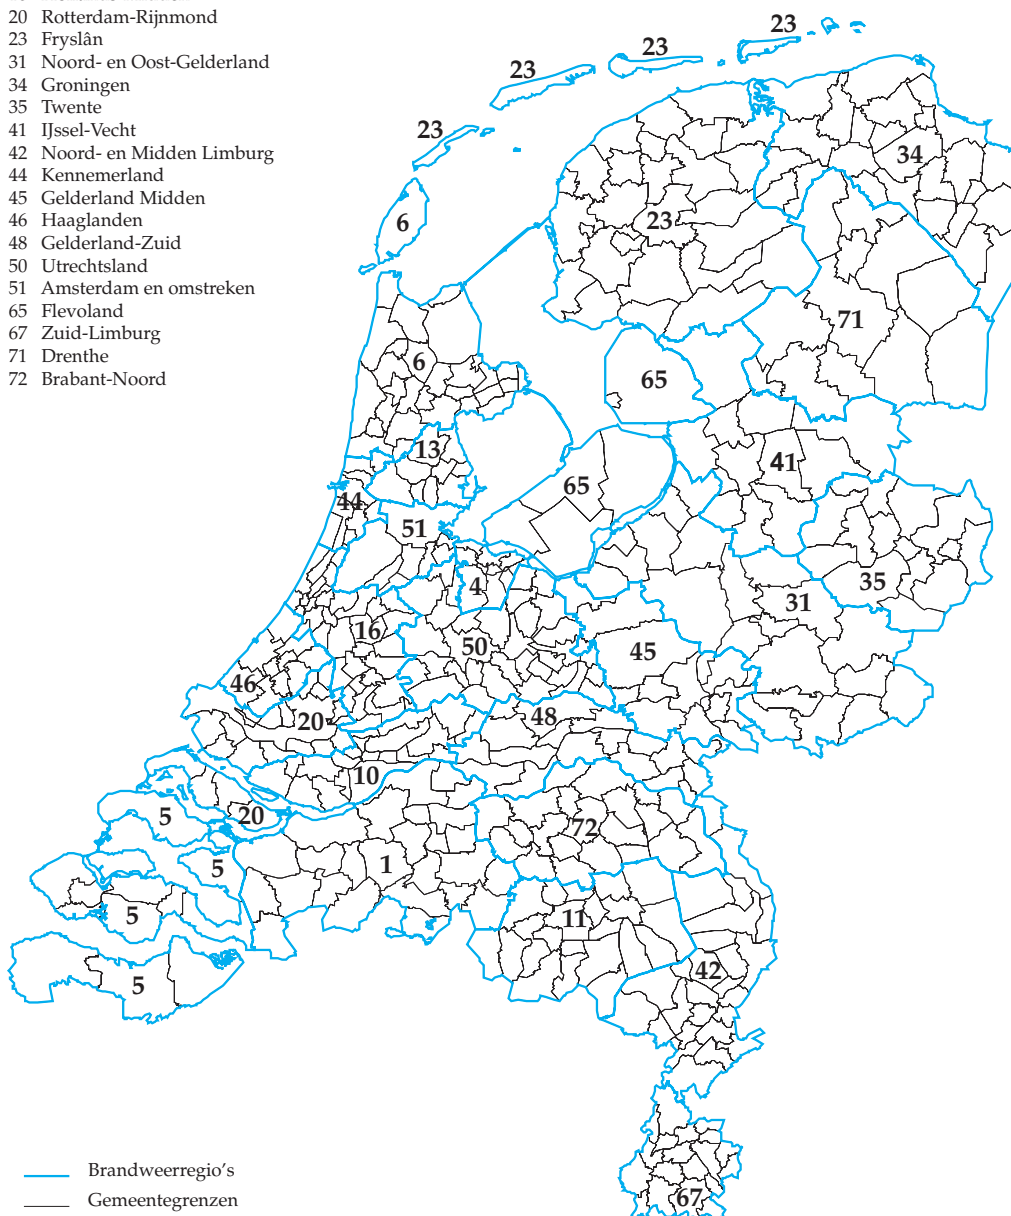 20 Rotterdam-Rijnmond
23 Fryslân
31 Noord- en Oost-Gelderland
34 Groningen
35 Twente
41 IJssel-Vecht
42 Noord- en Midden Limburg
44 Kennemerland
45 Gelderland Midden
46 Haaglanden
48 Gelderland-Zuid
50 Utrechtsland
51 Amsterdam en omstreken
65 Flevoland
67 Zuid-Limburg
71 Drenthe
72 Brabant-Noord
23
23
23
23
34
6
23
71
6
65
13
41
44
65
51
4
35
31
16
50
45
46
20
48
10
5
20
72
5
1
5
11
42
5
67
Brandweerregio's
Gemeentegrenzen